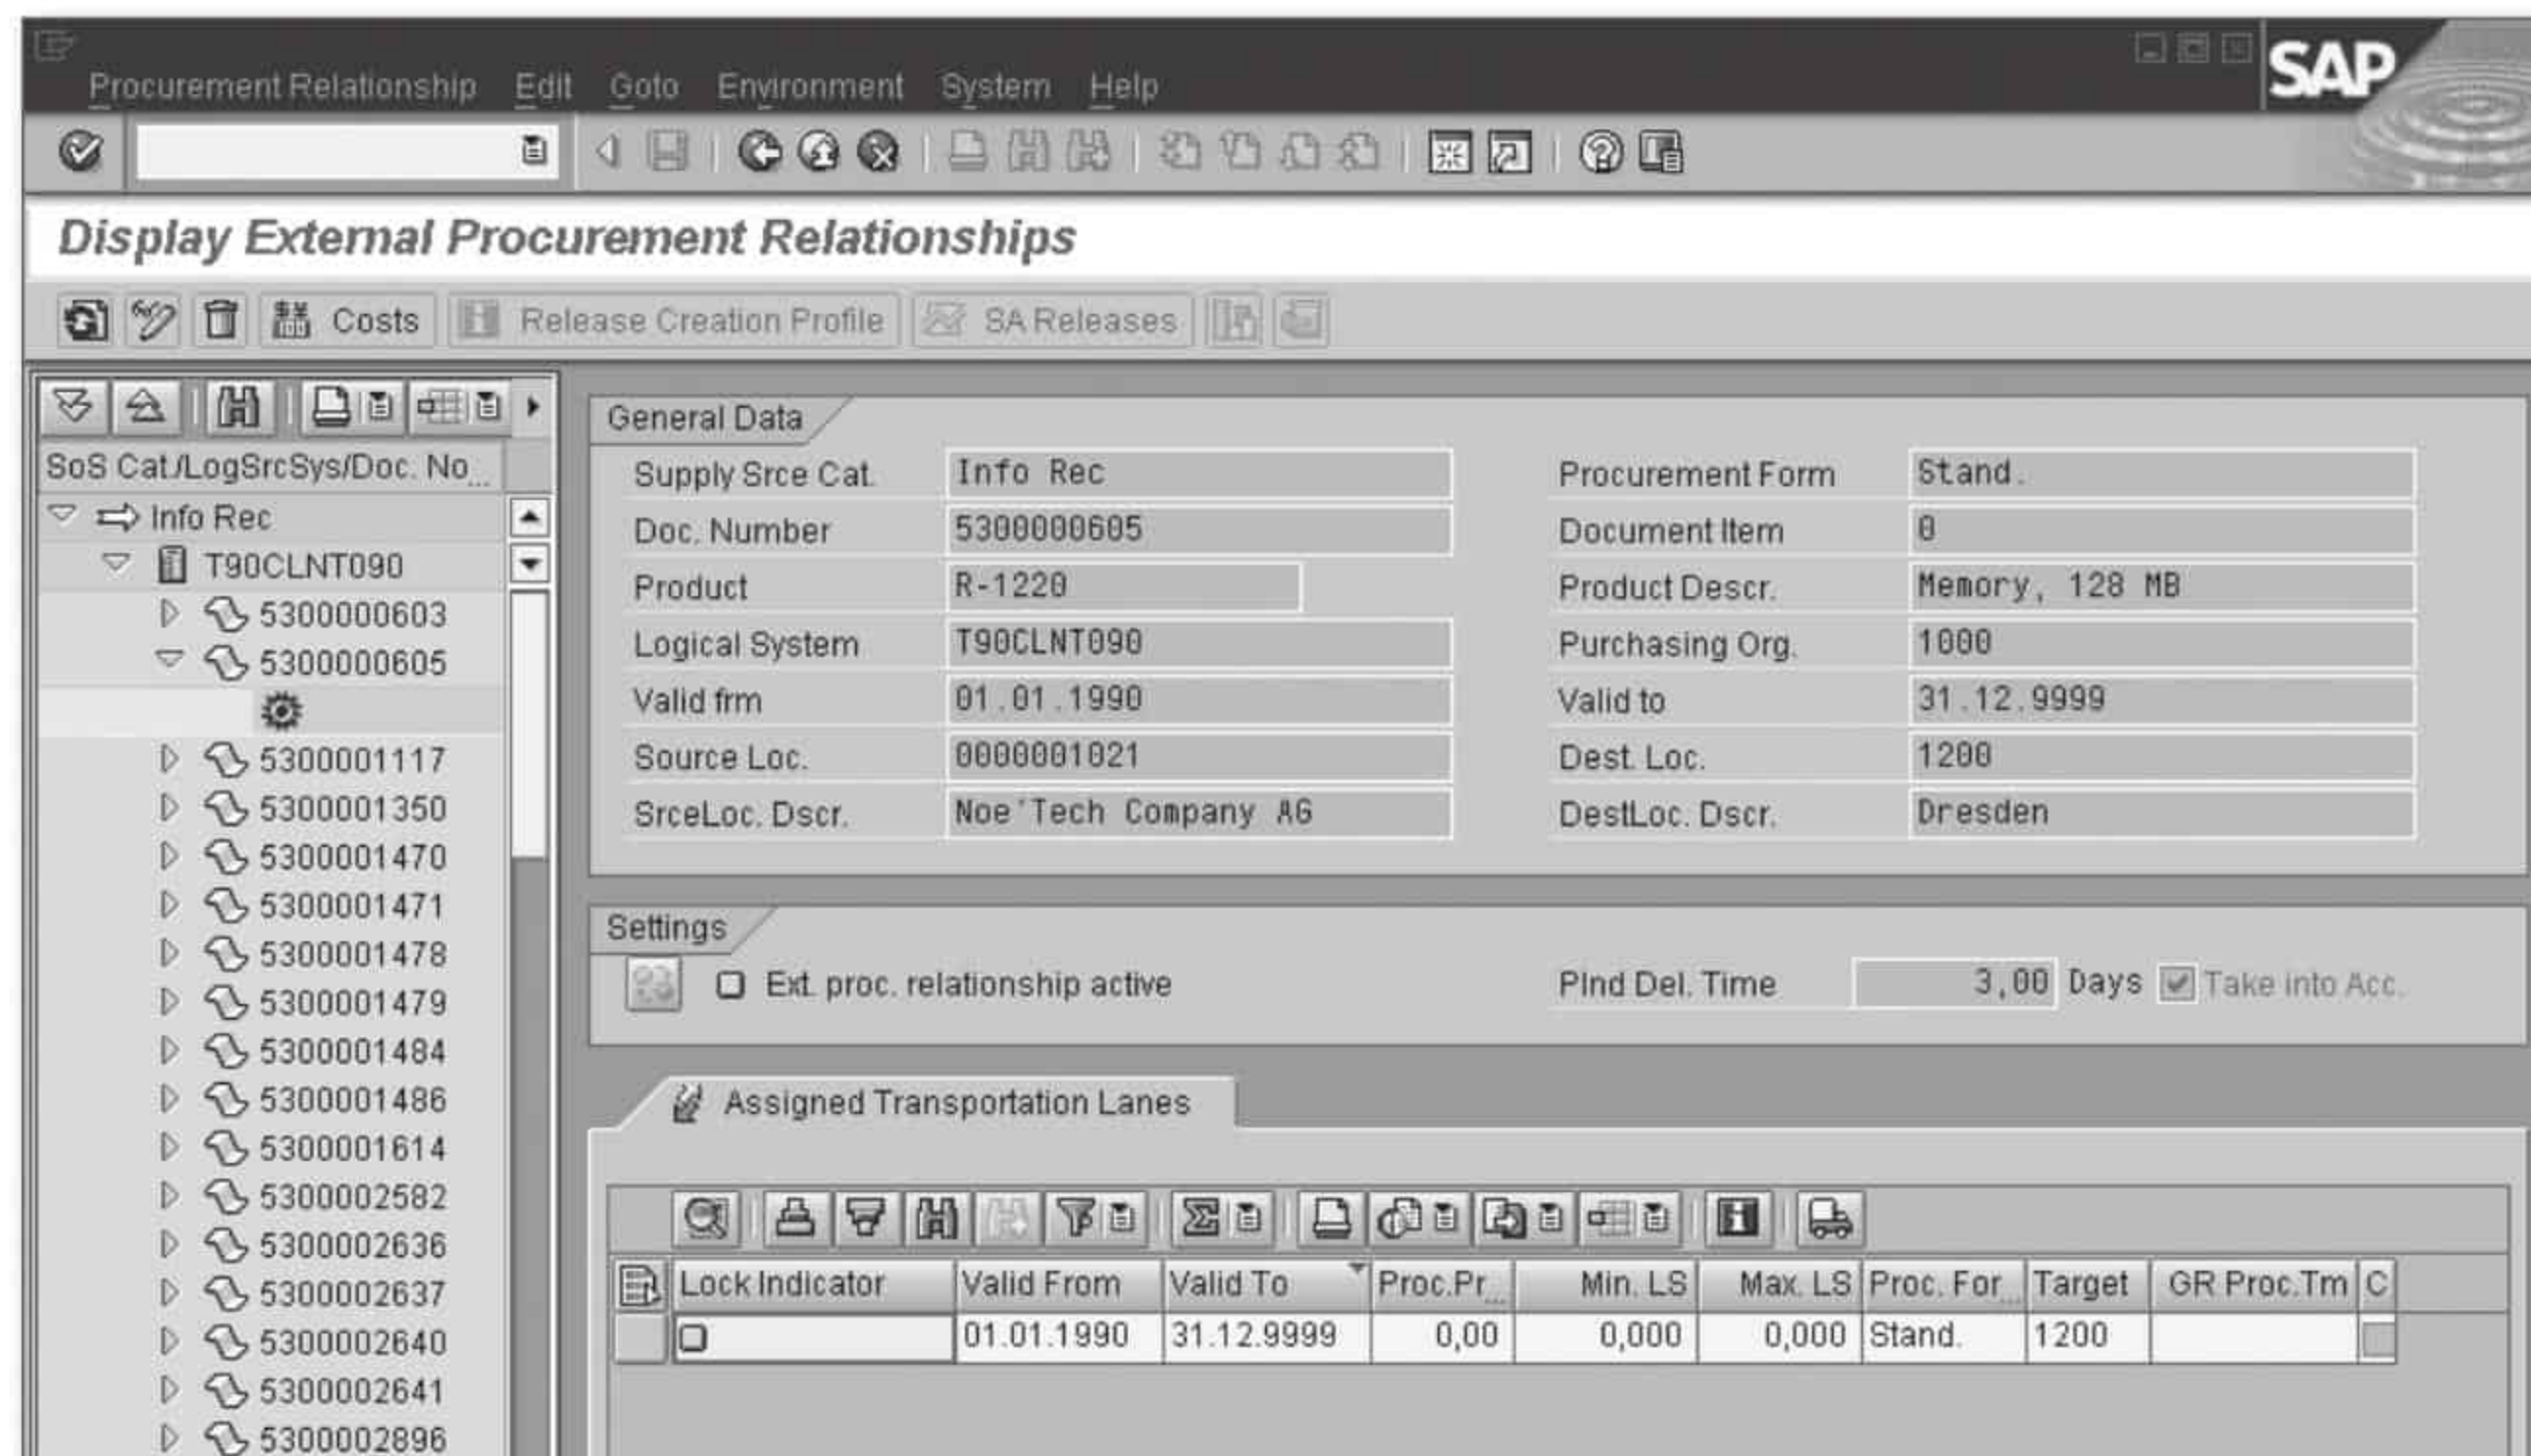 SAP
Procurement Relationship Edit Goto Environment System Help
Display External Procurement Relationships
Costs Release Creation Profile SA Releases
SoS Cat./LogSrcSys/Doc. No...
Info Rec
T90CLNT090
5300000603
5300000605
5300001117
5300001350
5300001470
5300001471
5300001478
5300001479
5300001484
5300001486
5300001614
5300002582
5300002636
5300002637
5300002640
5300002641
5300002896
General Data
Supply Srce Cat. Info Rec Procurement Form Stand.
Doc. Number 5300000605 Document Item 0
Product R-1220 Product Descr. Memory, 128 MB
Logical System T90CLNT090 Purchasing Org. 1000
Valid frm 01.01.1990 Valid to 31.12.9999
Source Loc. 0000001021 Dest. Loc. 1200
SrceLoc. Dscr. Noe'Tech Company AG DestLoc. Dscr. Dresden
Settings
Ext. proc. relationship active Plnd Del. Time 3,00 Days Take into Acc.
Assigned Transportation Lanes
Lock Indicator Valid From Valid To Proc.Pr... Min. LS Max. LS Proc. For... Target GR Proc.Tm C
01.01.1990 31.12.9999 0,00 0,000 0,000 Stand. 1200